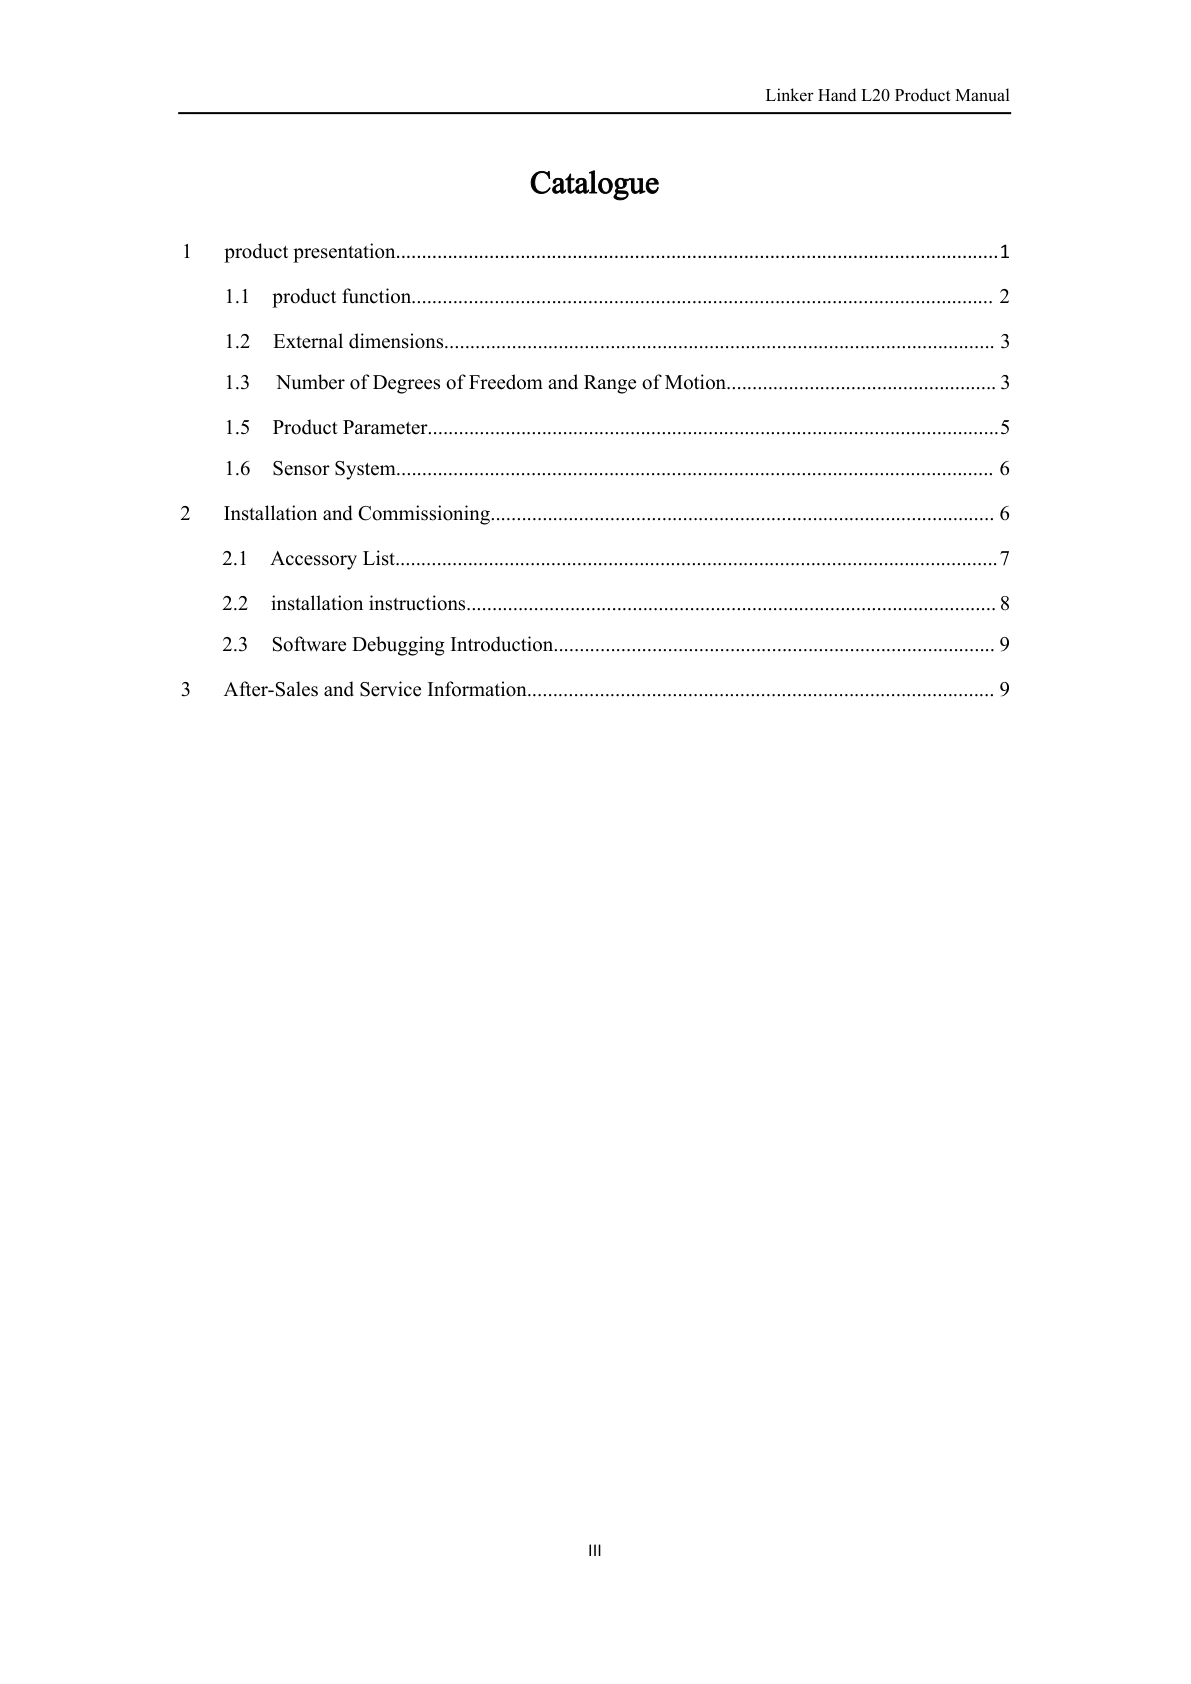 Linker Hand L20 Product Manual
Catalogue
1 product presentation....................................................................................................................1
1.1 product function................................................................................................................ 2
1.2 External dimensions.......................................................................................................... 3
1.3 Number of Degrees of Freedom and Range of Motion.................................................... 3
1.5 Product Parameter..............................................................................................................5
1.6 Sensor System................................................................................................................... 6
2 Installation and Commissioning................................................................................................. 6
2.1 Accessory List....................................................................................................................7
2.2 installation instructions...................................................................................................... 8
2.3 Software Debugging Introduction..................................................................................... 9
3 After-Sales and Service Information.......................................................................................... 9
III